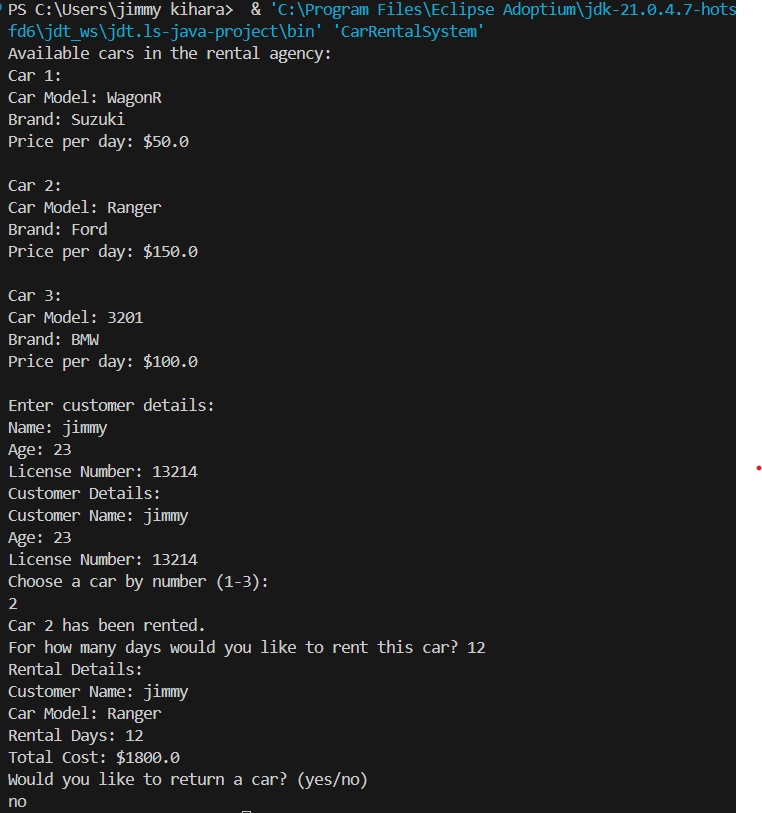 PS C:\Users\jimmy kihara>  & 'C:\Program Files\Eclipse Adoptium\jdk-21.0.4.7-hots
fd6\jdt_ws\jdt.ls-java-project\bin' 'CarRentalSystem'
Available cars in the rental agency:
Car 1:
Car Model: WagonR
Brand: Suzuki
Price per day: $50.0
Car 2:
Car Model: Ranger
Brand: Ford
Price per day: $150.0
Car 3:
Car Model: 3201
Brand: BMW
Price per day: $100.0
Enter customer details:
Name: jimmy
Age: 23
License Number: 13214
Customer Details:
Customer Name: jimmy
Age: 23
License Number: 13214
Choose a car by number (1-3):
2
Car 2 has been rented.
For how many days would you like to rent this car? 12
Rental Details:
Customer Name: jimmy
Car Model: Ranger
Rental Days: 12
Total Cost: $1800.0
Would you like to return a car? (yes/no)
no